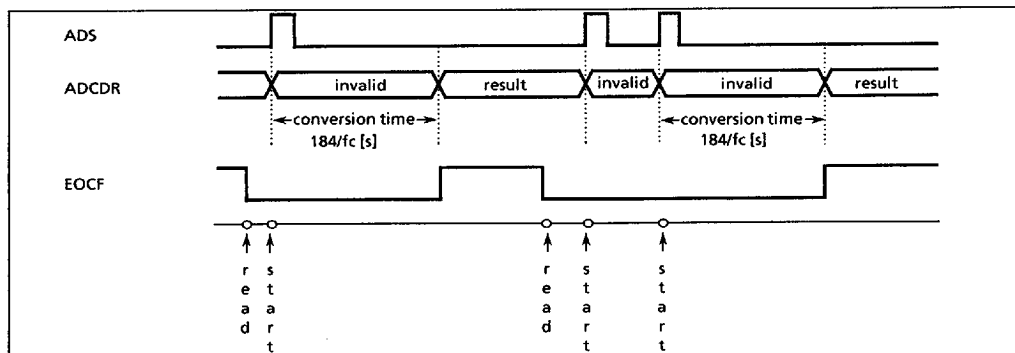 ADS
ADCDR invalid result invalid invalid result
conversion time conversion time
184/fc [s] 184/fc [s]
EOCF
read start read start start